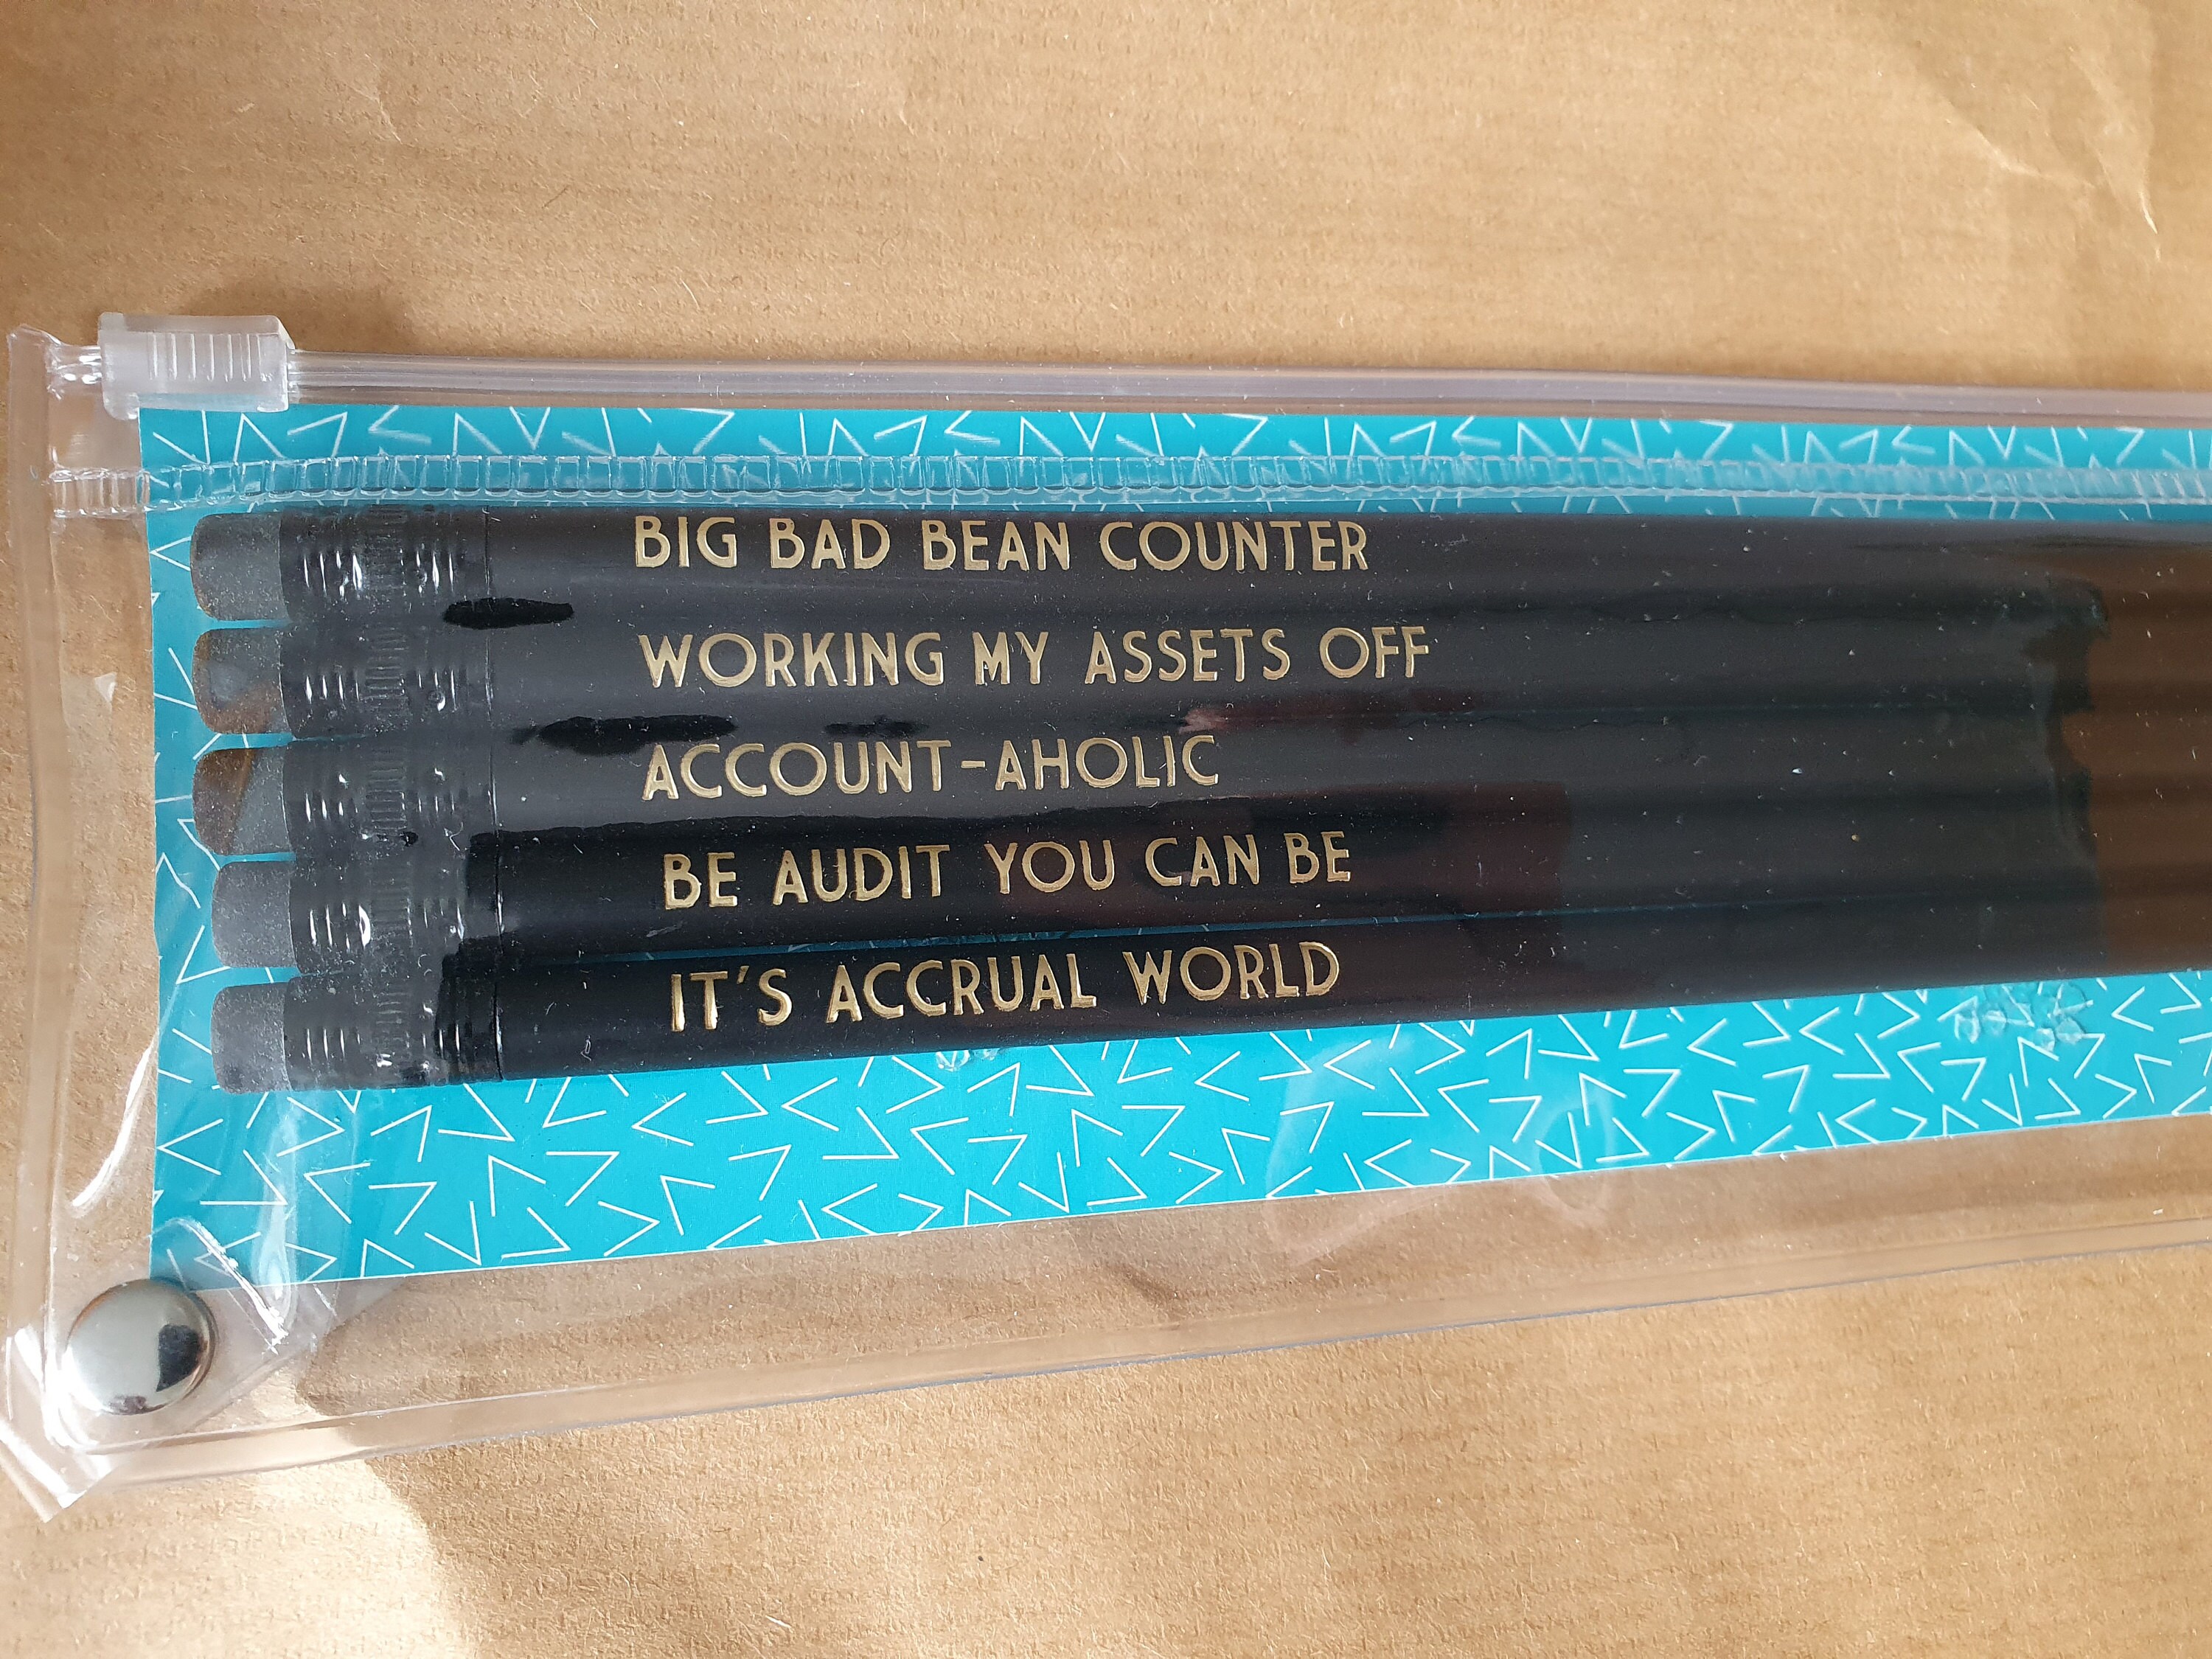 BIG BAD BEAN COUNTER
WORKING MY ASSETS OFF
ACCOUNT-AHOLIC
BE AUDIT YOU CAN BE
IT'S ACCRUAL WORLD